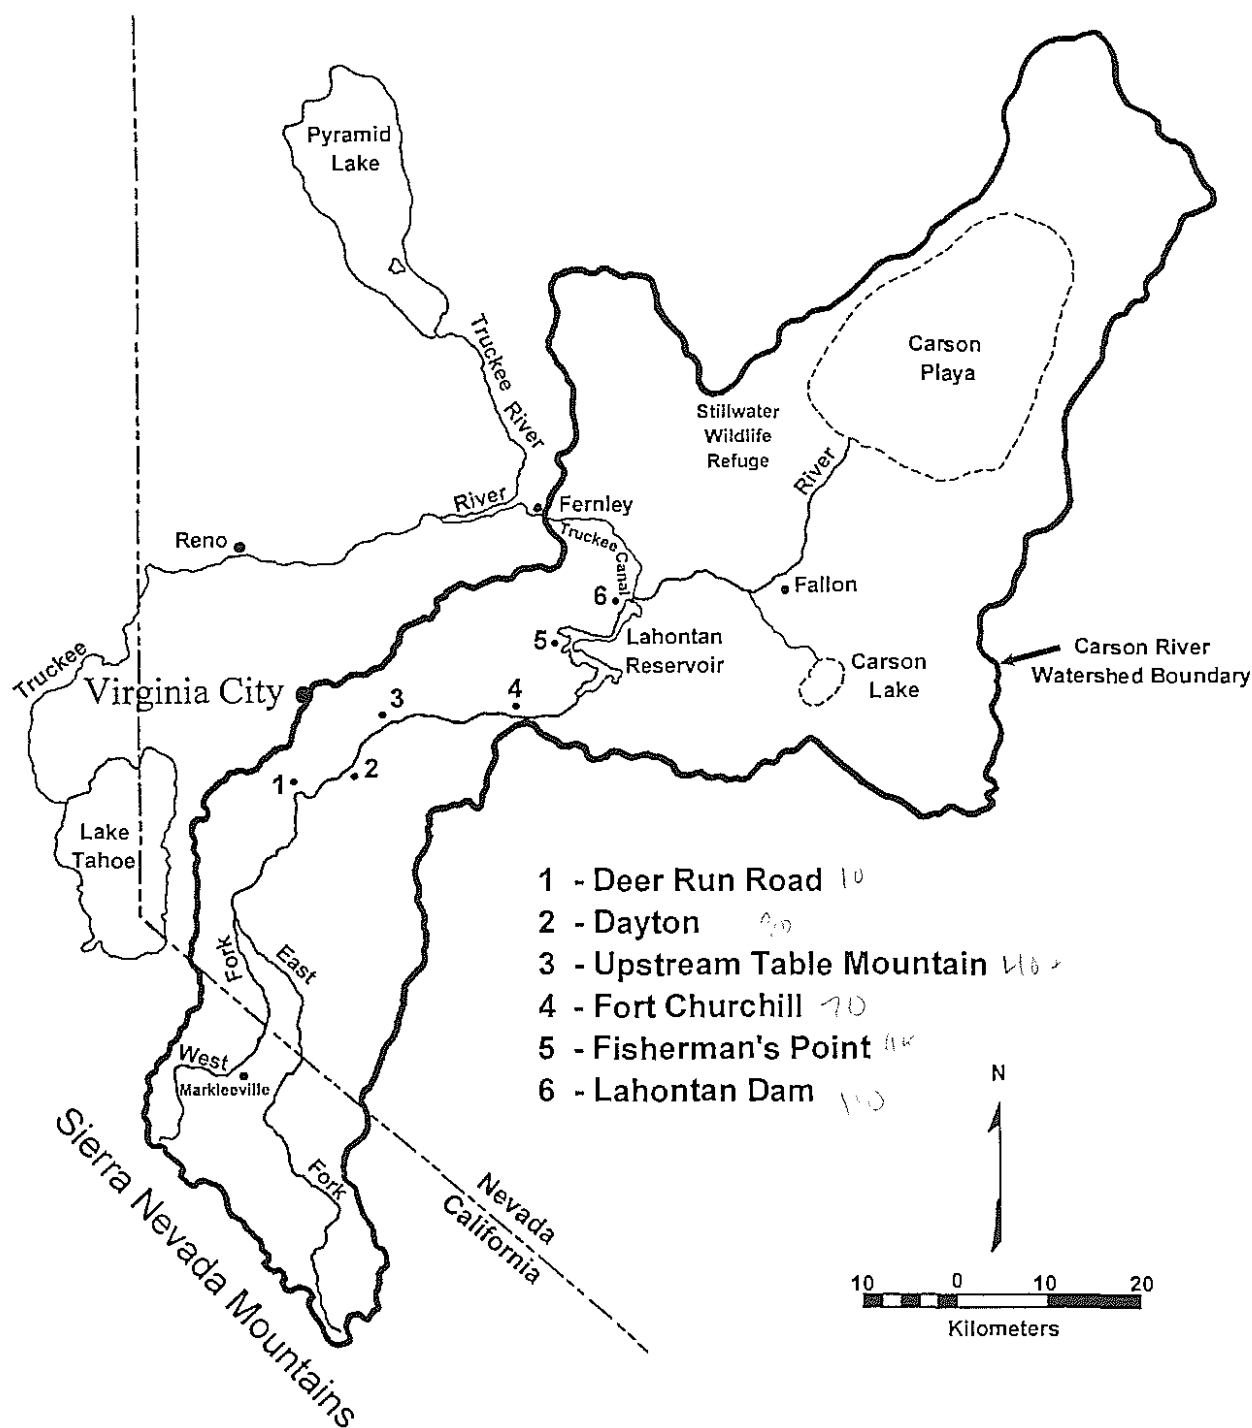 Pyramid
Lake
Truckee River
Carson
Playa
Stillwater
Wildlife
Refuge
River
River
Fernley
Truckee Canal
Reno
6
Fallon
5
Lahontan
Reservoir
Carson
Lake
Carson River
Watershed Boundary
Truckee
Virginia City
3
4
1
2
Lake
Tahoe
1 - Deer Run Road 10
2 - Dayton
3 - Upstream Table Mountain
4 - Fort Churchill 70
5 - Fisherman's Point
6 - Lahontan Dam
Fork
East
West
Markleeville
Fork
Nevada
California
Sierra Nevada Mountains
N
10 0 10 20
Kilometers